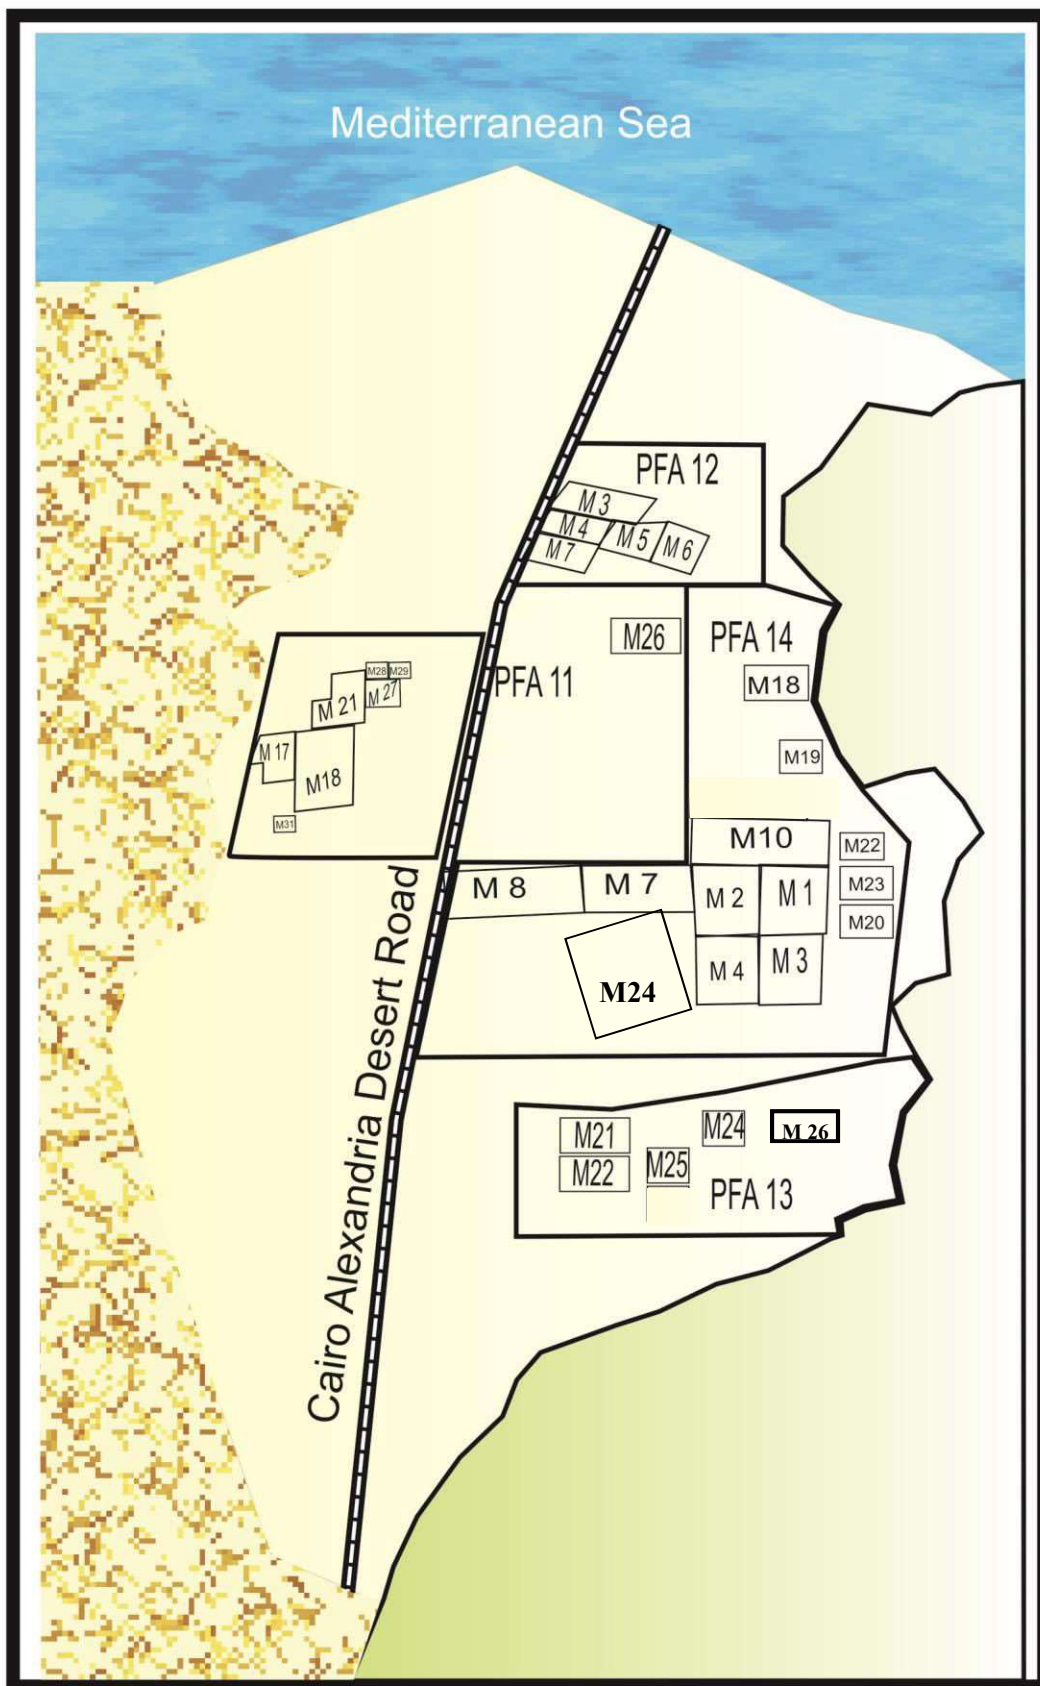 Mediterranean Sea
PFA 12
M 3
M 4
M 5
M 6
M 7
M26
PFA 14
PFA 11
M18
M19
M28
M29
M 27
M 21
M 17
M18
M31
M10
M22
M 8
M 7
M 2
M 1
M23
M20
M 4
M 3
M24
Cairo Alexandria Desert Road
M21
M24
M 26
M22
M25
PFA 13